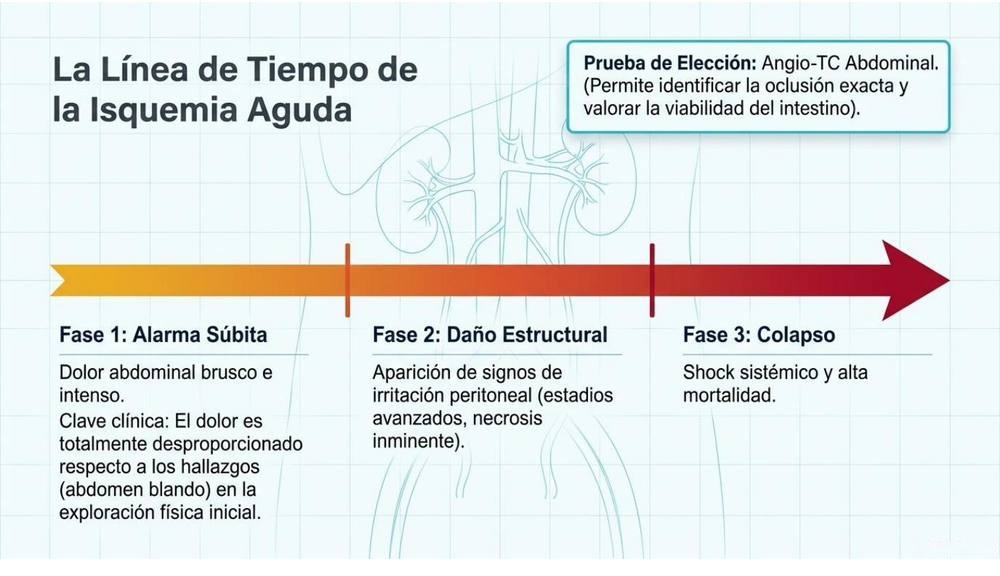 La Línea de Tiempo de
la Isquemia Aguda
Prueba de Elección: Angio-TC Abdominal.
(Permite identificar la oclusión exacta y
valorar la viabilidad del intestino).
Fase 1: Alarma Súbita
Dolor abdominal brusco e
intenso.
Clave clínica: El dolor es
totalmente desproporcionado
respecto a los hallazgos
(abdomen blando) en la
exploración física inicial.
Fase 2: Daño Estructural
Aparición de signos de
irritación peritoneal (estadios
avanzados, necrosis
inminente).
Fase 3: Colapso
Shock sistémico y alta
mortalidad.